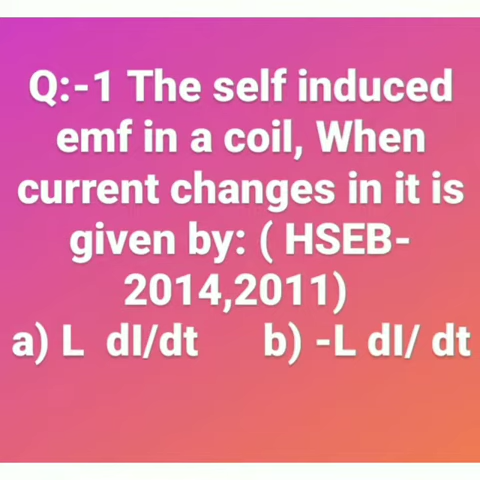 Q:-1 The self induced
emf in a coil, When
current changes in it is
given by: ( HSEB-
2014,2011)
a) L dI/dt b) -L dI/ dt